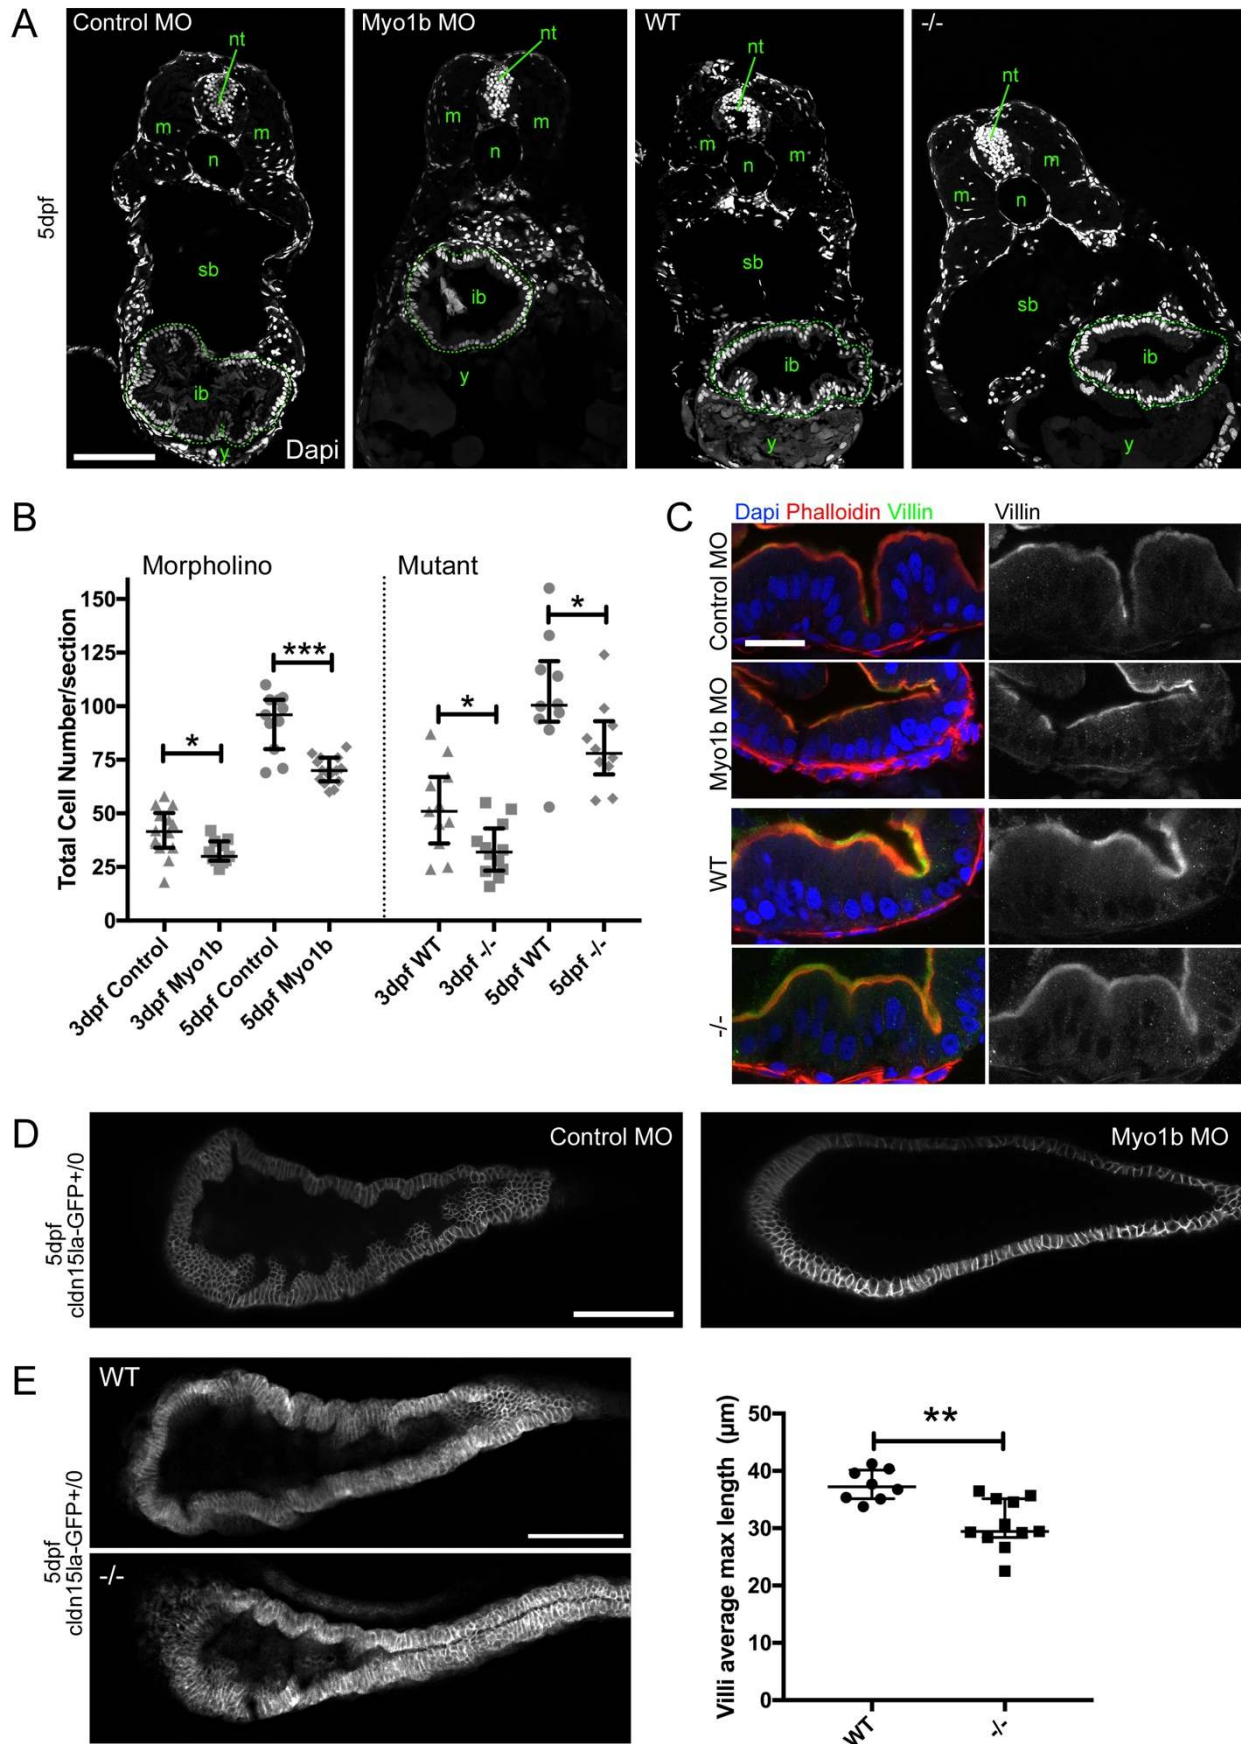 A
Control MO
Myo1b MO
WT
-/-
5dpf
nt
m
m
n
sb
ib
y
Dapi
nt
m
m
n
ib
y
nt
m
m
n
sb
ib
y
nt
m
m
n
sb
ib
y
B
Morpholino
Mutant
Total Cell Number/section
150
125
100
75
50
25
0
*
***
*
*
3dpf Control
3dpf Myo1b
5dpf Control
5dpf Myo1b
3dpf WT
3dpf -/-
5dpf WT
5dpf -/-
C
Dapi Phalloidin Villin
Villin
Control MO
Myo1b MO
WT
-/-
D
5dpf
cldn15la-GFP+/0
Control MO
Myo1b MO
E
5dpf
cldn15la-GFP+/0
WT
-/-
Villi average max length (µm)
50
40
30
20
10
0
**
WT
-/-